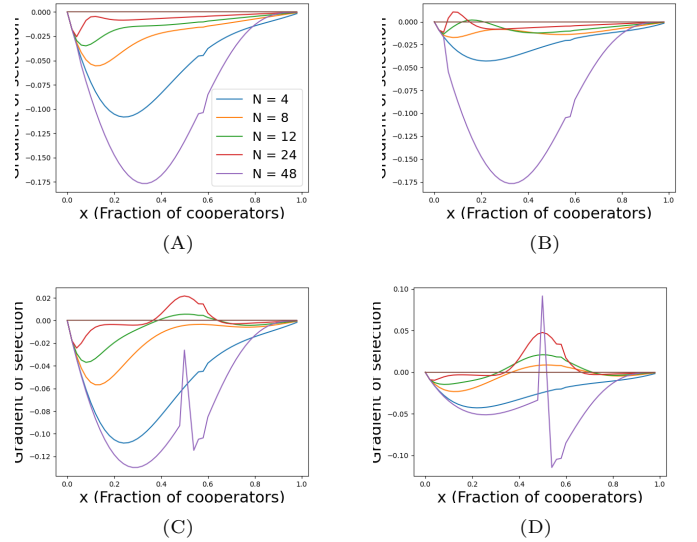 0.000
−0.025
−0.050
−0.075
−0.100
−0.125
−0.150
−0.175
0.0 0.2 0.4 0.6 0.8 1.0
Gradient of selection
x (Fraction of cooperators)
N = 4
N = 8
N = 12
N = 24
N = 48
(A)
0.000
−0.025
−0.050
−0.075
−0.100
−0.125
−0.150
−0.175
0.0 0.2 0.4 0.6 0.8 1.0
Gradient of selection
x (Fraction of cooperators)
(B)
0.02
0.00
−0.02
−0.04
−0.06
−0.08
−0.10
−0.12
0.0 0.2 0.4 0.6 0.8 1.0
Gradient of selection
x (Fraction of cooperators)
(C)
0.10
0.05
0.00
−0.05
−0.10
0.0 0.2 0.4 0.6 0.8 1.0
Gradient of selection
x (Fraction of cooperators)
(D)